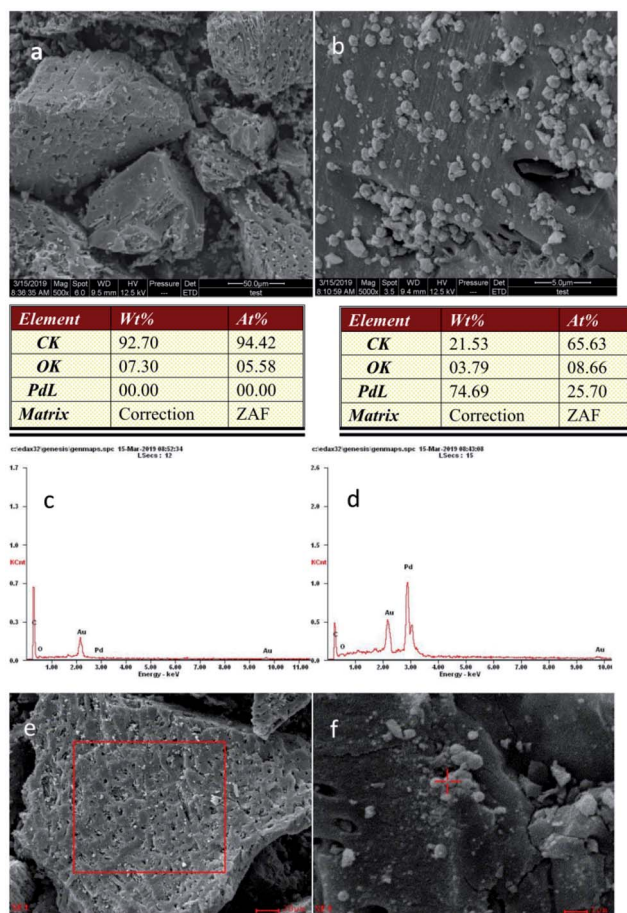 a
b
3/15/2019 Mag Spot WD HV Pressure Det 50.0μm
8:36:35 AM 500x 6.0 9.5 mm 12.5 kV --- ETD test
3/15/2019 Mag Spot WD HV Pressure Det 5.0μm
8:10:59 AM 5000x 3.5 9.4 mm 12.5 kV --- ETD test
Element Wt% At%
CK 92.70 94.42
OK 07.30 05.58
PdL 00.00 00.00
Matrix Correction ZAF
Element Wt% At%
CK 21.53 65.63
OK 03.79 08.66
PdL 74.69 25.70
Matrix Correction ZAF
c:\edax32\genesis\genmaps.spc 15-Mar-2019 08:52:34
LSecs : 12
1.7
1.3
1.0
KCnt
0.7
0.3
0.0
c
C
O
Au
Pd
Au
1.00 2.00 3.00 4.00 5.00 6.00 7.00 8.00 9.00 10.00 11.00
Energy - keV
c:\edax32\genesis\genmaps.spc 15-Mar-2019 08:43:08
LSecs : 15
2.6
2.1
1.6
KCnt
1.0
0.5
0.0
d
C
O
Au
Pd
Au
1.00 2.00 3.00 4.00 5.00 6.00 7.00 8.00 9.00
Energy - keV
e
f